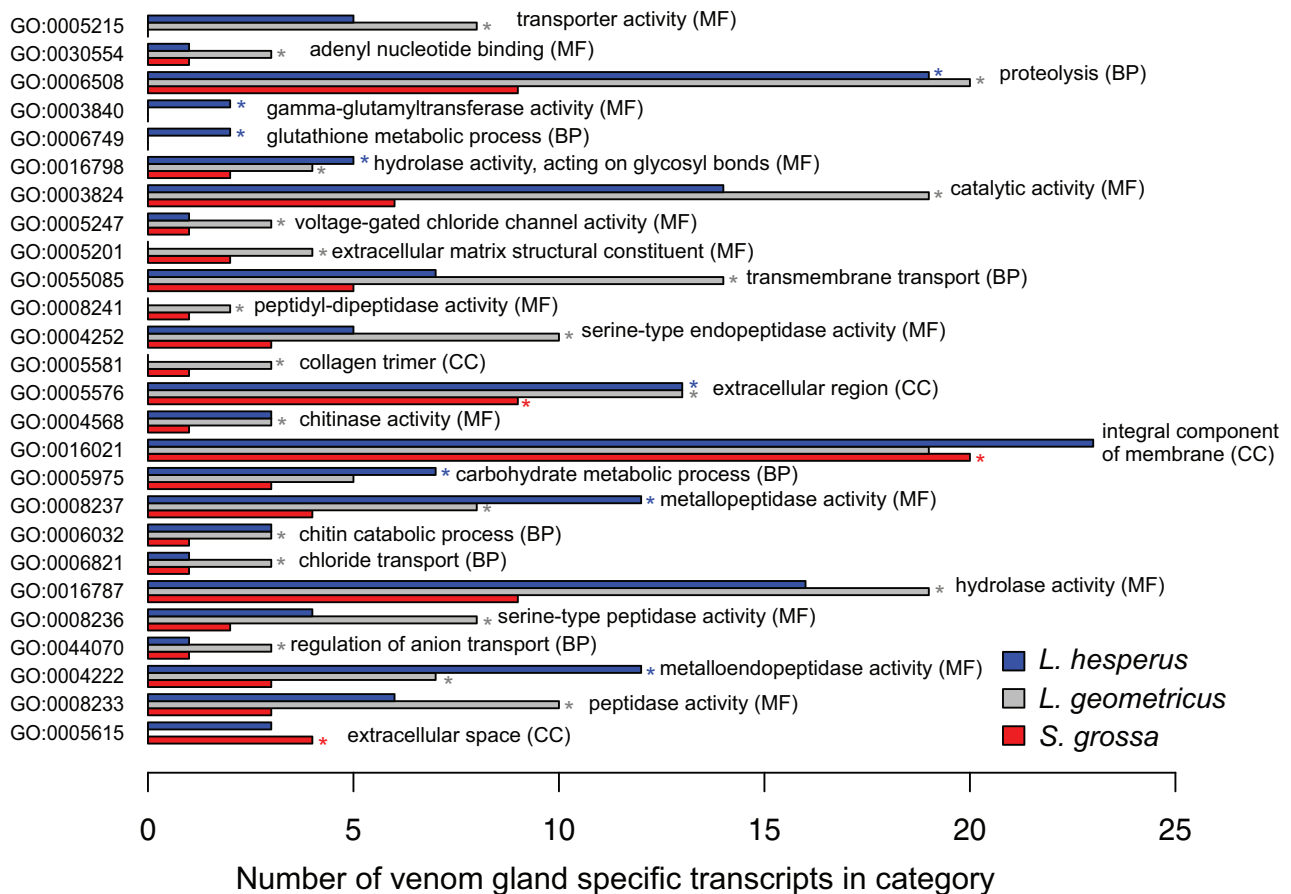 GO:0005215 * transporter activity (MF)
GO:0030554 * adenyl nucleotide binding (MF)
GO:0006508 * * proteolysis (BP)
GO:0003840 * gamma-glutamyltransferase activity (MF)
GO:0006749 * glutathione metabolic process (BP)
GO:0016798 * * hydrolase activity, acting on glycosyl bonds (MF)
GO:0003824 * catalytic activity (MF)
GO:0005247 * voltage-gated chloride channel activity (MF)
GO:0005201 * extracellular matrix structural constituent (MF)
GO:0055085 * transmembrane transport (BP)
GO:0008241 * peptidyl-dipeptidase activity (MF)
GO:0004252 * serine-type endopeptidase activity (MF)
GO:0005581 * collagen trimer (CC)
GO:0005576 * * * extracellular region (CC)
GO:0004568 * chitinase activity (MF)
GO:0016021 * integral component
of membrane (CC)
GO:0005975 * carbohydrate metabolic process (BP)
GO:0008237 * * metallopeptidase activity (MF)
GO:0006032 * chitin catabolic process (BP)
GO:0006821 * chloride transport (BP)
GO:0016787 * hydrolase activity (MF)
GO:0008236 * serine-type peptidase activity (MF)
GO:0044070 * regulation of anion transport (BP)
GO:0004222 * * metalloendopeptidase activity (MF)
GO:0008233 * peptidase activity (MF)
GO:0005615 * extracellular space (CC)
L. hesperus
L. geometricus
S. grossa
0 5 10 15 20 25
Number of venom gland specific transcripts in category